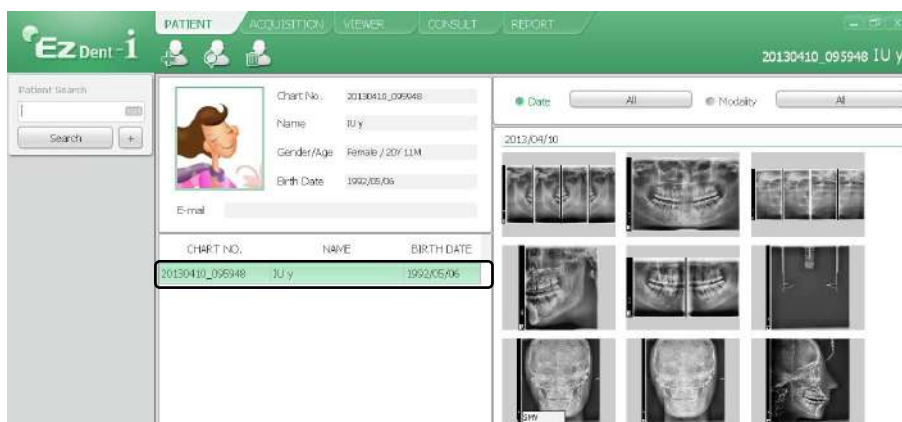 Ez Dent-i
PATIENT ACQUISITION VIEWER CONSULT REPORT
20130410_095948 IU y
Patient Search
Search +
Chart No. 20130410_095948
Name IU y
Gender/Age Female / 20Y 11M
Birth Date 1992/05/06
E-mail
CHART NO. NAME BIRTH DATE
20130410_095948 IU y 1992/05/06
Date All Modality All
2013/04/10
SMV